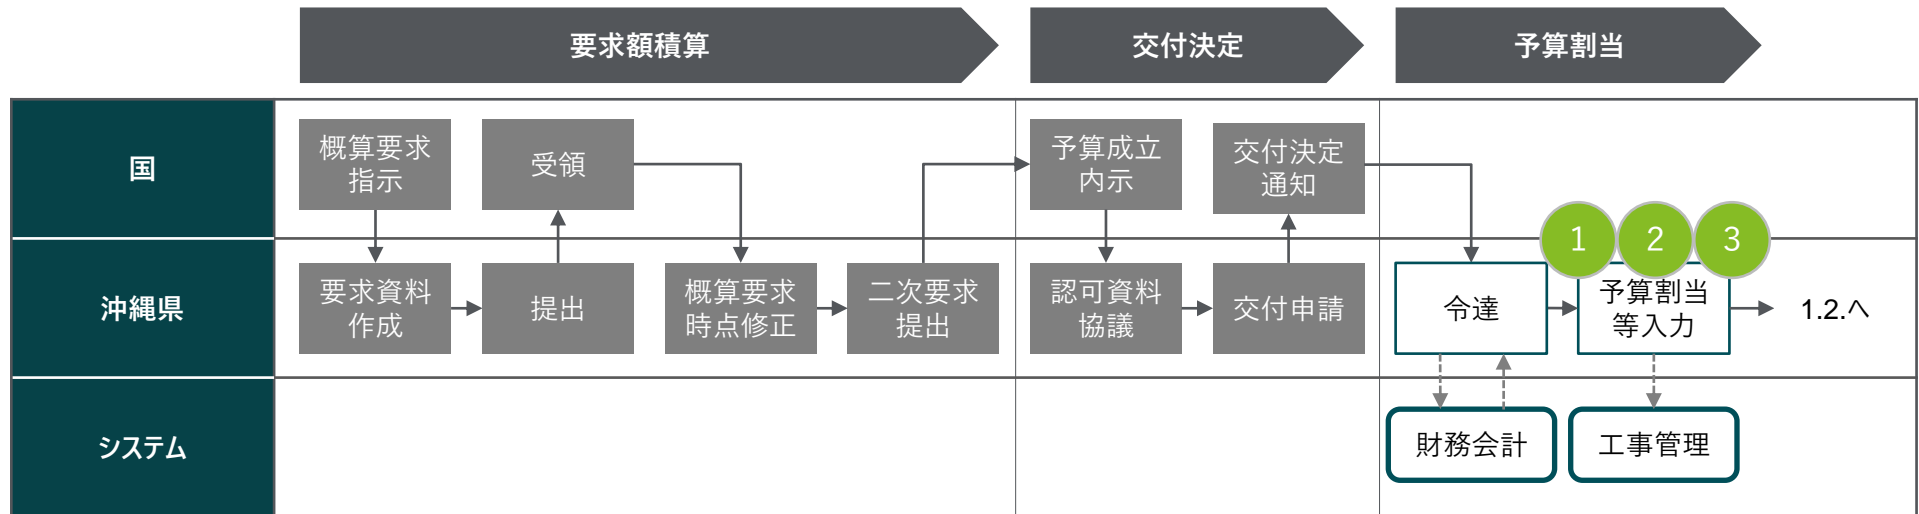 要求額積算
交付決定
予算割当
国
概算要求
指示
受領
予算成立
内示
交付決定
通知
1
2
3
沖縄県
要求資料
作成
提出
概算要求
時点修正
二次要求
提出
認可資料
協議
交付申請
令達
予算割当
等入力
1.2.へ
システム
財務会計
工事管理